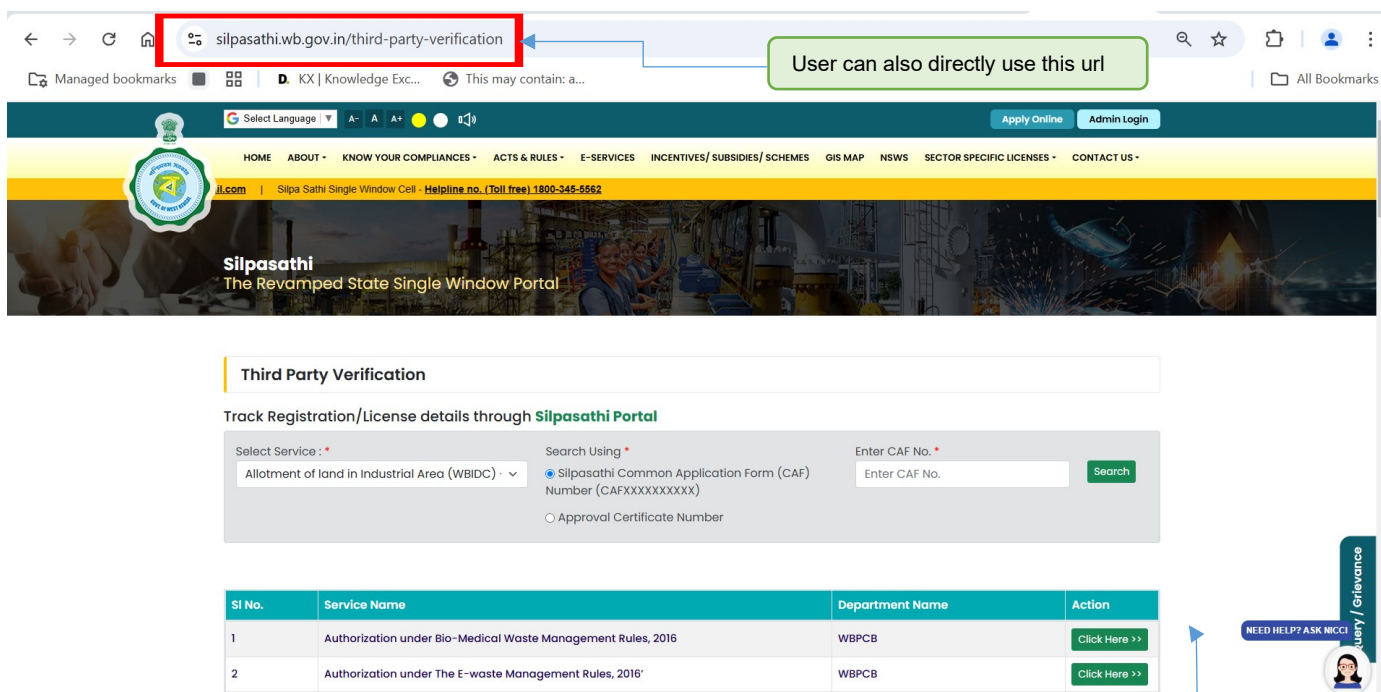 silpasathi.wb.gov.in/third-party-verification
User can also directly use this url
Managed bookmarks
D. KX | Knowledge Exc...
This may contain: a...
All Bookmarks
G Select Language ▼ A- A A+
Apply Online
Admin Login
HOME ABOUT KNOW YOUR COMPLIANCES ACTS & RULES E-SERVICES INCENTIVES/ SUBSIDIES/ SCHEMES GIS MAP NSWS SECTOR SPECIFIC LICENSES CONTACT US
il.com | Silpa Sathi Single Window Cell - Helpline no. (Toll free) 1800-345-5562
Silpasathi
The Revamped State Single Window Portal
Third Party Verification
Track Registration/License details through Silpasathi Portal
Select Service : *
Allotment of land in Industrial Area (WBIDC)
Search Using *
Silpasathi Common Application Form (CAF)
Number (CAFXXXXXXXXXX)
Approval Certificate Number
Enter CAF No. *
Enter CAF No.
Search
Sl No. Service Name Department Name Action
1 Authorization under Bio-Medical Waste Management Rules, 2016 WBPCB Click Here >>
2 Authorization under The E-waste Management Rules, 2016' WBPCB Click Here >>
Query / Grievance
NEED HELP? ASK NICCI